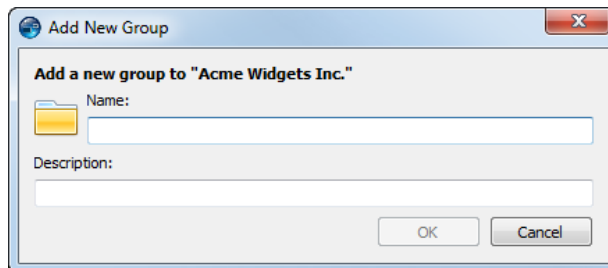 Add New Group
Add a new group to "Acme Widgets Inc."
Name:
Description:
OK
Cancel